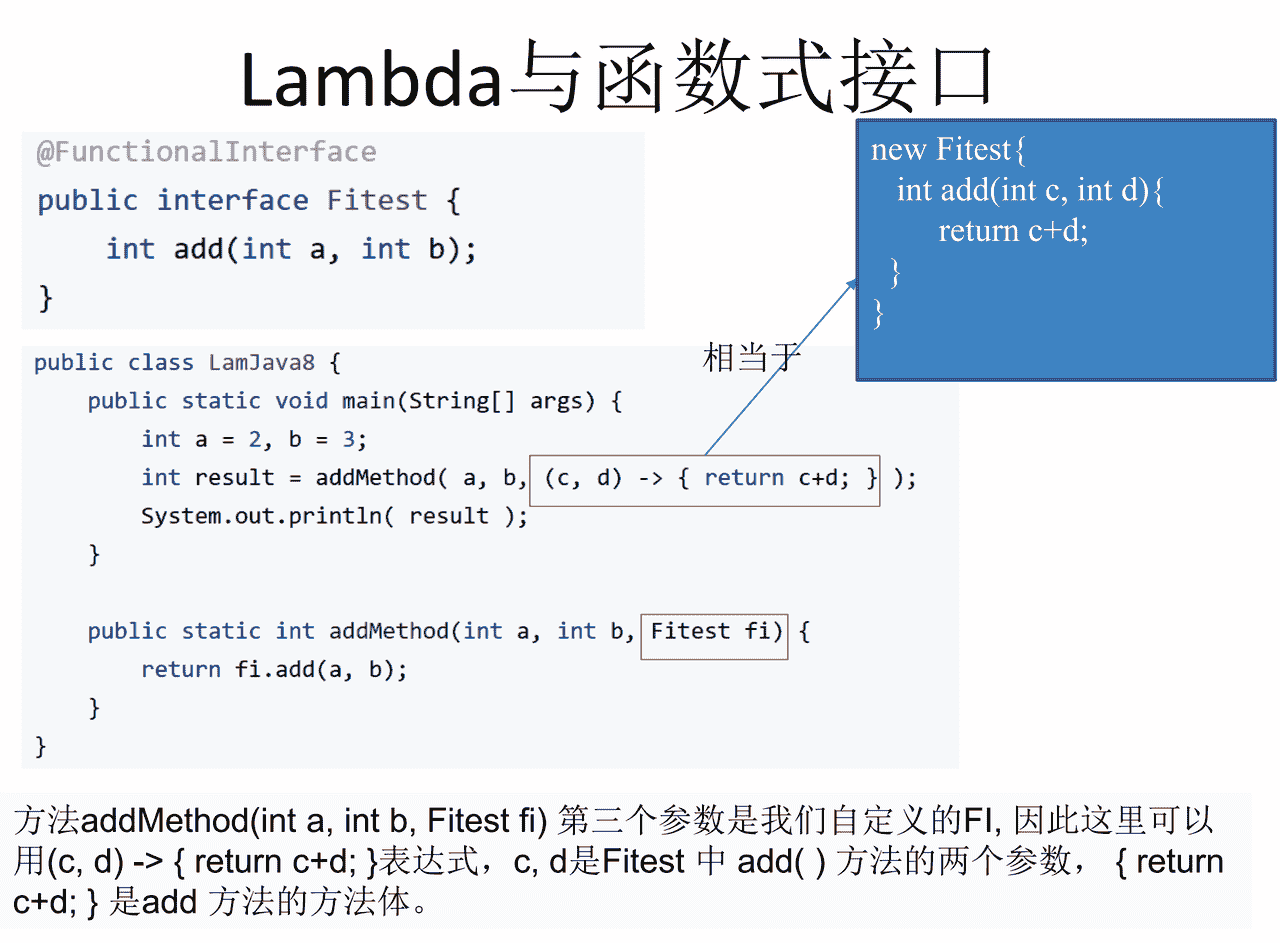 Lambda与函数式接口
@FunctionalInterface
public interface Fitest {
int add(int a, int b);
}
new Fitest{
int add(int c, int d){
return c+d;
}
}
相当于
public class LamJava8 {
public static void main(String[] args) {
int a = 2, b = 3;
int result = addMethod( a, b, (c, d) -> { return c+d; } );
System.out.println( result );
}
public static int addMethod(int a, int b, Fitest fi) {
return fi.add(a, b);
}
}
方法addMethod(int a, int b, Fitest fi) 第三个参数是我们自定义的FI, 因此这里可以
用(c, d) -> { return c+d; }表达式，c, d是Fitest 中 add( ) 方法的两个参数， { return
c+d; } 是add 方法的方法体。